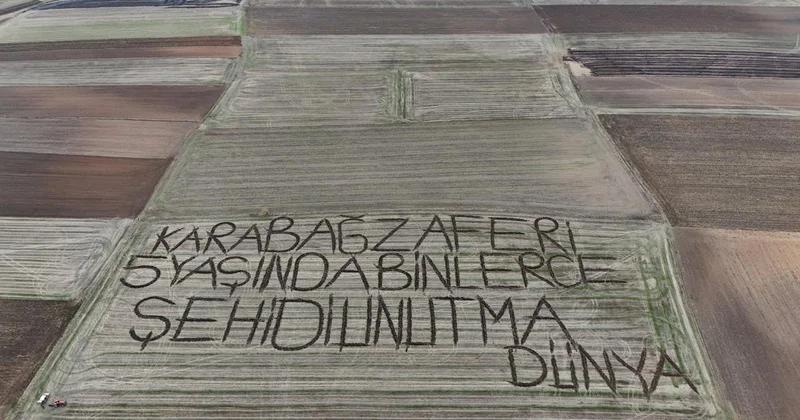 KARABAĞ ZAFERİ
5 YAŞINDA BİNLERCE
ŞEHİDİ UNUTMA
DÜNYA